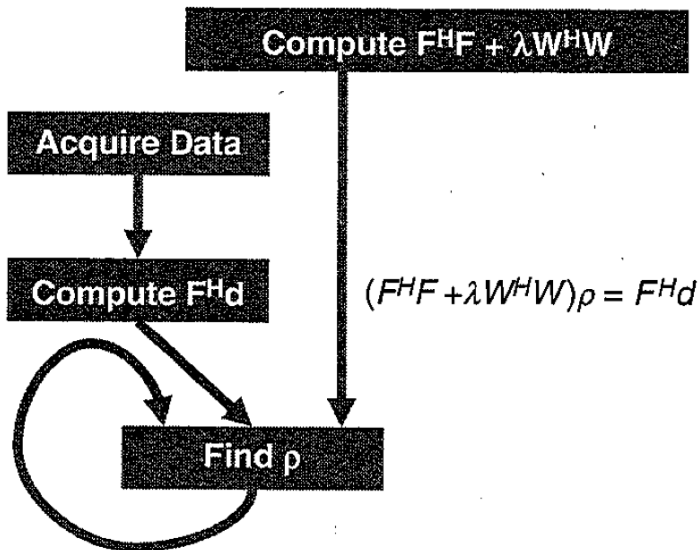 Compute FᴴF + λWᴴW
Acquire Data
Compute Fᴴd
(FᴴF + λWᴴW)ρ = Fᴴd
Find ρ